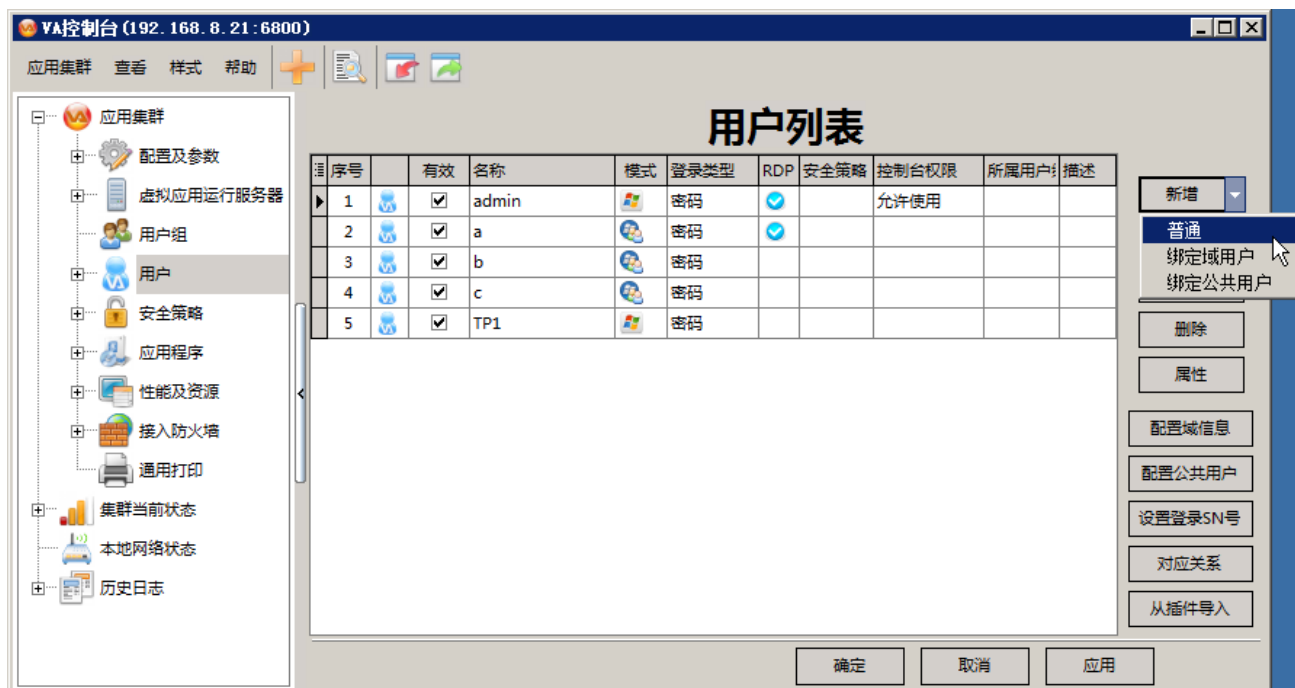 VA控制台(192.168.8.21:6800)
应用集群 查看 样式 帮助
应用集群
配置及参数
虚拟应用运行服务器
用户组
用户
安全策略
应用程序
性能及资源
接入防火墙
通用打印
集群当前状态
本地网络状态
历史日志
用户列表
序号 有效 名称 模式 登录类型 RDP 安全策略 控制台权限 所属用户 描述
1 admin 密码 允许使用
2 a 密码
3 b 密码
4 c 密码
5 TP1 密码
新增
普通
绑定域用户
绑定公共用户
删除
属性
配置域信息
配置公共用户
设置登录SN号
对应关系
从插件导入
确定 取消 应用